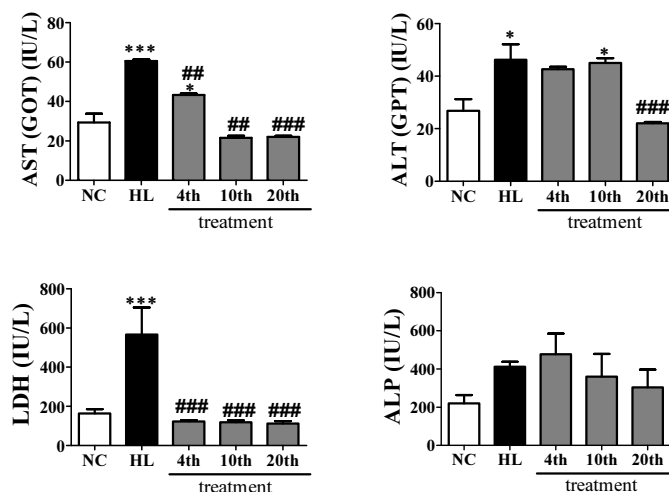 AST (GOT) (IU/L)
80
60
40
20
0
***
##
*
##
###
NC HL 4th 10th 20th
treatment
ALT (GPT) (IU/L)
60
40
20
0
*
*
###
NC HL 4th 10th 20th
treatment
LDH (IU/L)
800
600
400
200
0
***
###
###
###
NC HL 4th 10th 20th
treatment
ALP (IU/L)
800
600
400
200
0
NC HL 4th 10th 20th
treatment